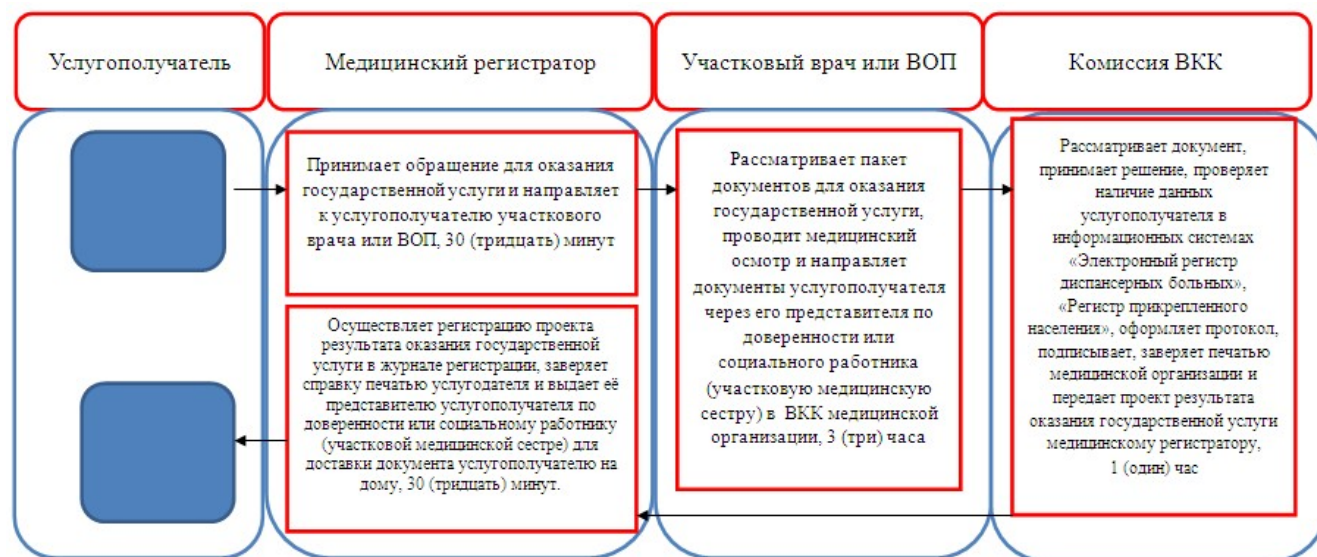 Услугополучатель
Медицинский регистратор
Участковый врач или ВОП
Комиссия ВКК
Принимает обращение для оказания
государственной услуги и направляет
к услугополучателю участкового
врача или ВОП, 30 (тридцать) минут
Осуществляет регистрацию проекта
результата оказания государственной
услуги в журнале регистрации, заверяет
справку печатью услугодателя и выдает её
представителю услугополучателя по
доверенности или социальному работнику
(участковой медицинской сестре) для
доставки документа услугополучателю на
дому, 30 (тридцать) минут.
Рассматривает пакет
документов для оказания
государственной услуги,
проводит медицинский
осмотр и направляет
документы услугополучателя
через его представителя по
доверенности или
социального работника
(участковую медицинскую
сестру) в ВКК медицинской
организации, 3 (три) часа
Рассматривает документ,
принимает решение, проверяет
наличие данных
услугополучателя в
информационных системах
«Электронный регистр
диспансерных больных»,
«Регистр прикрепленного
населения», оформляет протокол,
подписывает, заверяет печатью
медицинской организации и
передает проект результата
оказания государственной услуги
медицинскому регистратору,
1 (один) час